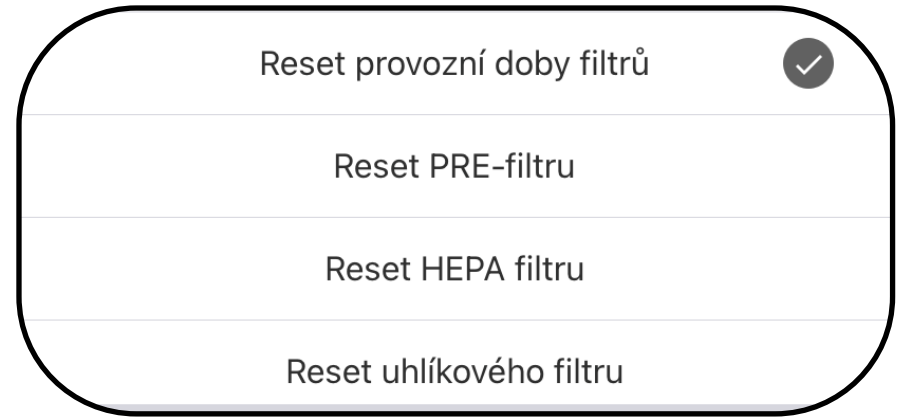 Reset provozní doby filtrů
Reset PRE-filtru
Reset HEPA filtru
Reset uhlíkového filtru